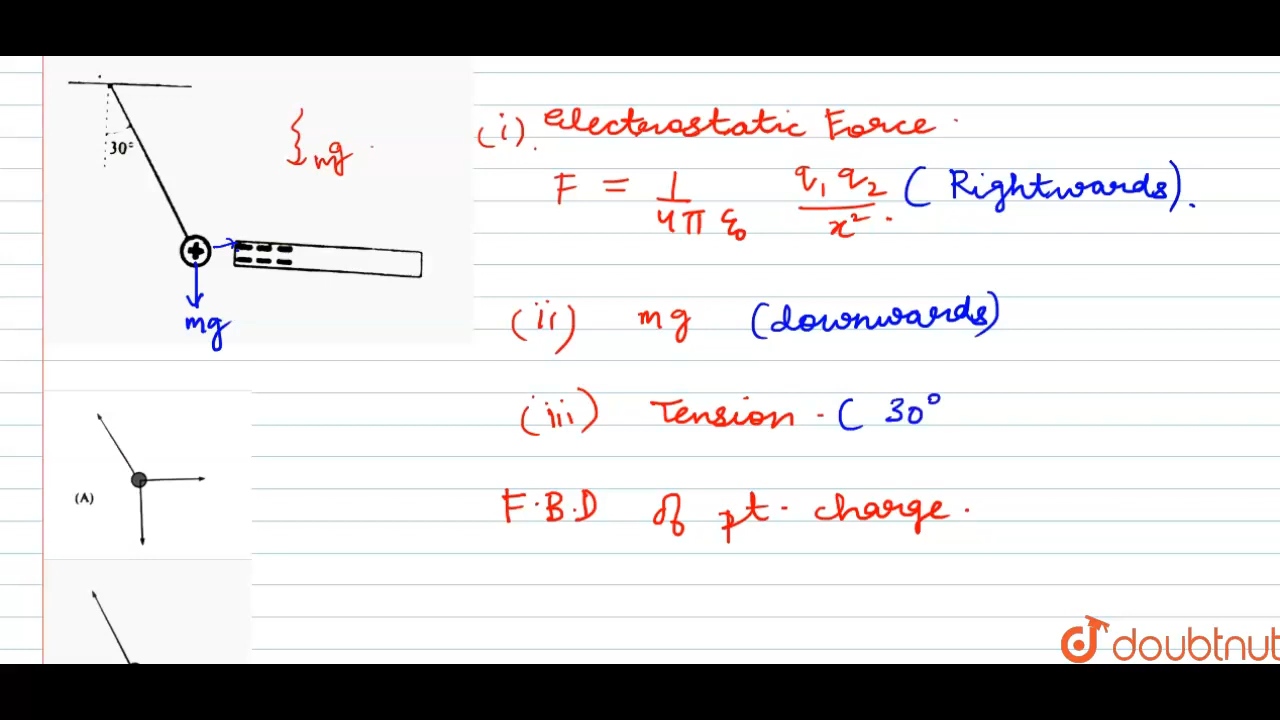 30°
mg
mg
(i). Electrostatic Force.
F = 1/4π ε₀ q₁ q₂/x². (Rightwards).
(ii) mg (downwards)
(iii) Tension - ( 30°
F.B.D of pt. charge.
(A)
doubtnut